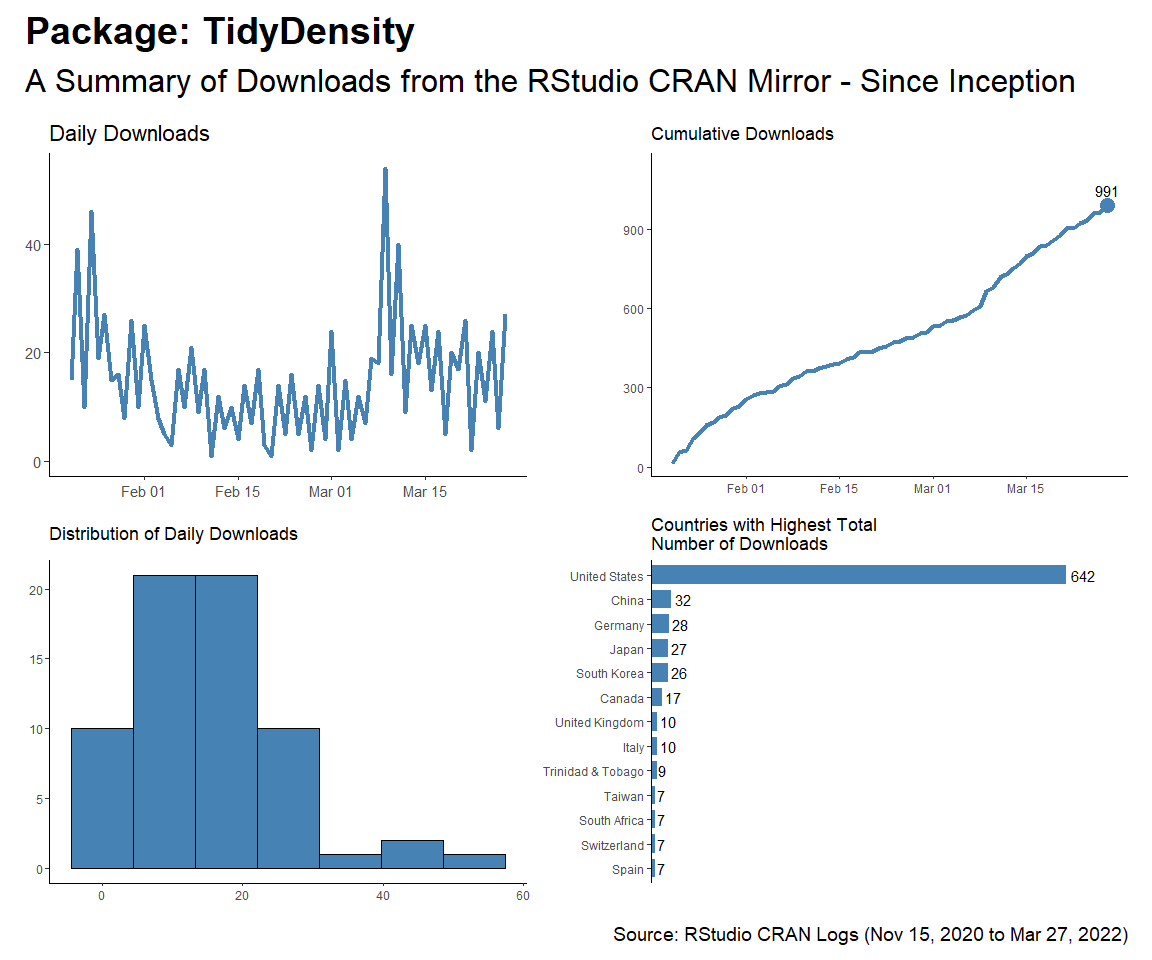 Package: TidyDensity
A Summary of Downloads from the RStudio CRAN Mirror - Since Inception
Daily Downloads
40
20
0
Feb 01
Feb 15
Mar 01
Mar 15
Cumulative Downloads
991
900
600
300
0
Feb 01
Feb 15
Mar 01
Mar 15
Distribution of Daily Downloads
20
15
10
5
0
0
20
40
60
Countries with Highest Total
Number of Downloads
United States 642
China 32
Germany 28
Japan 27
South Korea 26
Canada 17
United Kingdom 10
Italy 10
Trinidad & Tobago 9
Taiwan 7
South Africa 7
Switzerland 7
Spain 7
Source: RStudio CRAN Logs (Nov 15, 2020 to Mar 27, 2022)